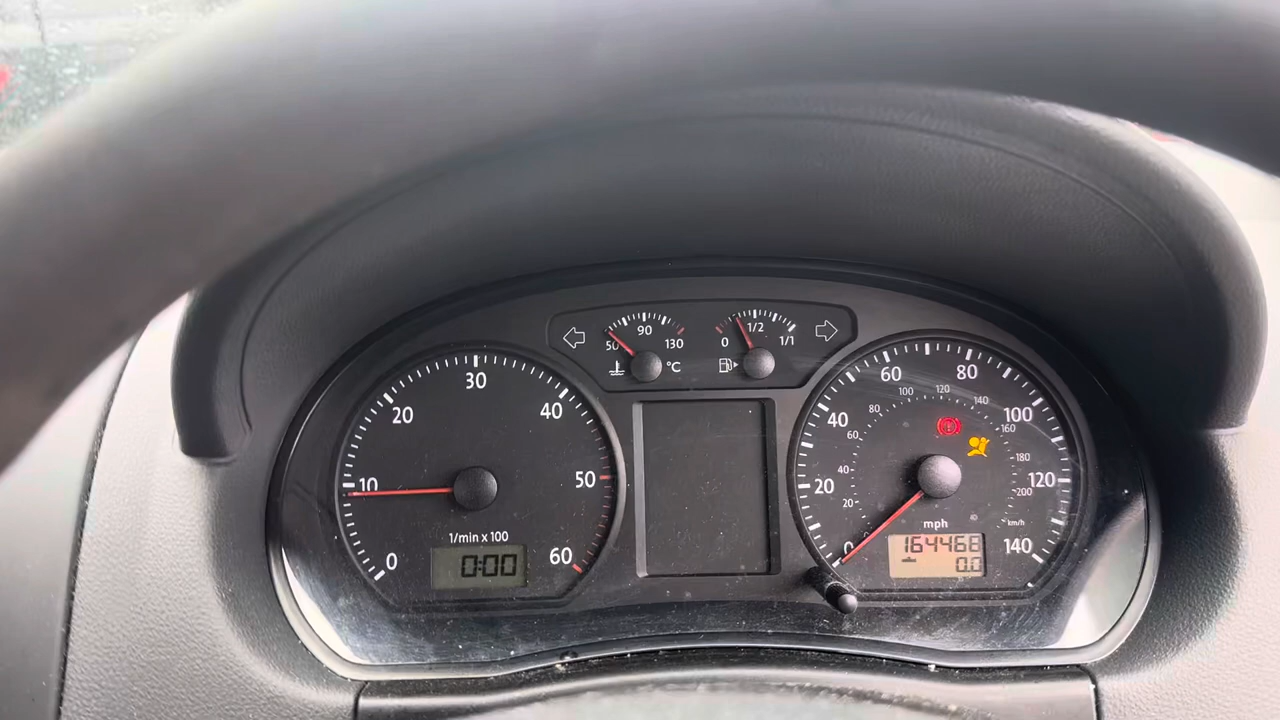 50 90 130 °C
0 1/2 1/1
0 10 20 30 40 50 60
1/min x 100
0:00
0 20 40 60 80 100 120 140
20 40 60 80 100 120 140 160 180 200
km/h
mph
164468
0.0